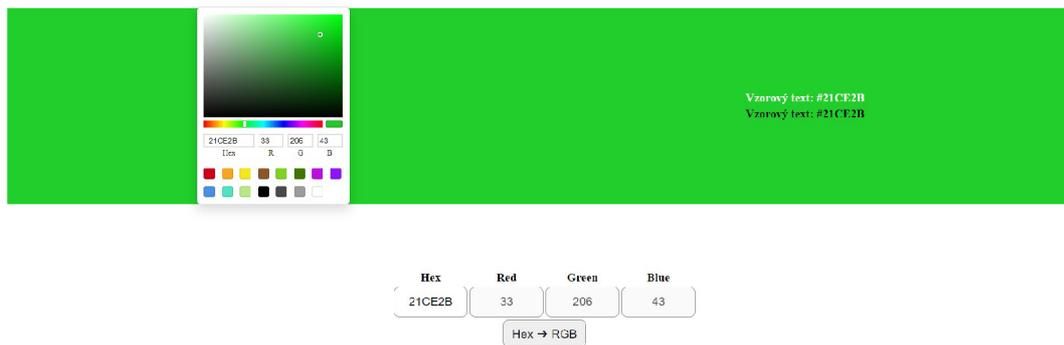 Vzorový text: #21CE2B
Vzorový text: #21CE2B
21CE2B 33 206 43
Hex R G B
Hex Red Green Blue
21CE2B 33 206 43
Hex ➔ RGB